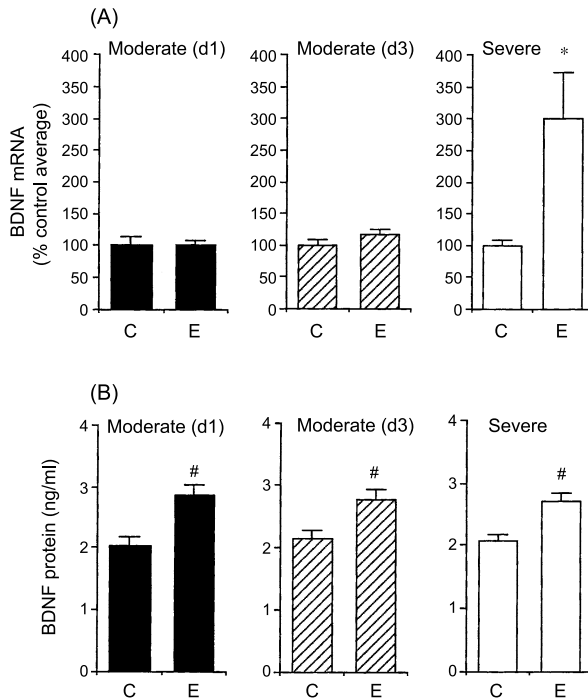 (A)
Moderate (d1)
Moderate (d3)
Severe
*
BDNF mRNA
(% control average)
400
350
300
250
200
150
100
50
0
400
350
300
250
200
150
100
50
0
400
350
300
250
200
150
100
50
0
C E
C E
C E
(B)
Moderate (d1)
Moderate (d3)
Severe
#
#
#
BDNF protein (ng/ml)
4
3
2
1
0
4
3
2
1
0
4
3
2
1
0
C E
C E
C E